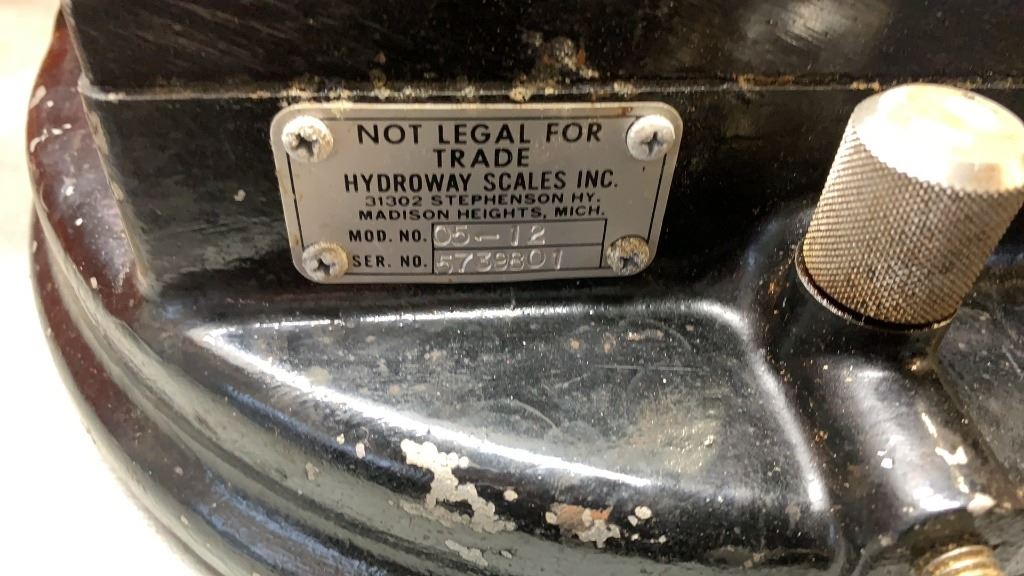 NOT LEGAL FOR
TRADE
HYDROWAY SCALES INC.
31302 STEPHENSON HY.
MADISON HEIGHTS, MICH.
MOD. NO. 05-12
SER. NO. 5739801